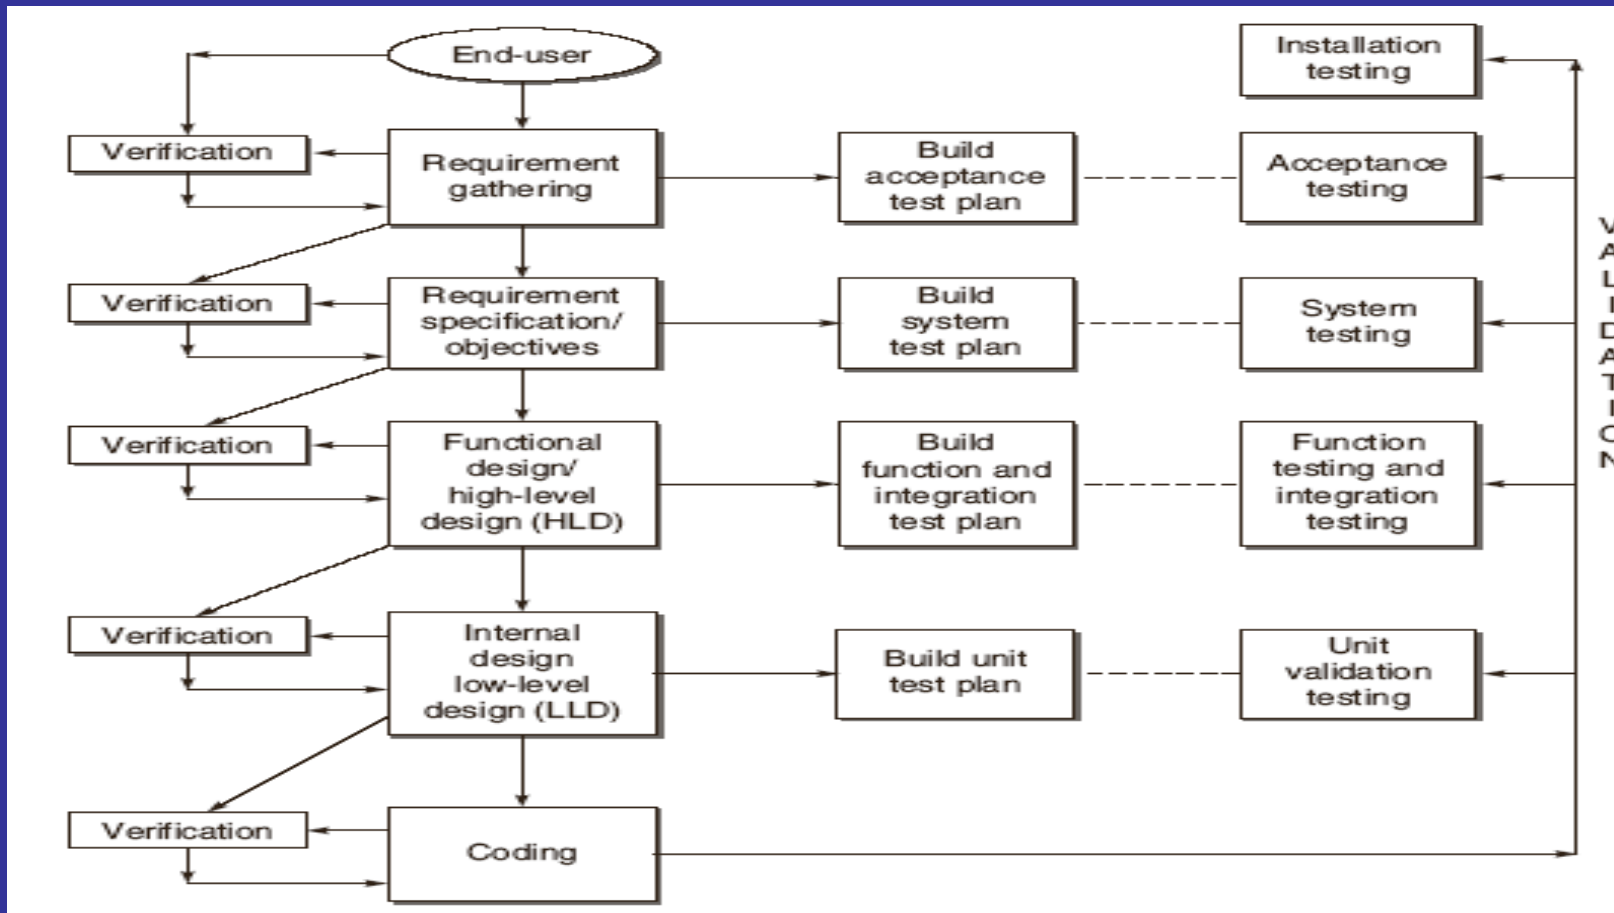 End-user
Installation
testing
Verification
Requirement
gathering
Build
acceptance
test plan
Acceptance
testing
Verification
Requirement
specification/
objectives
Build
system
test plan
System
testing
Verification
Functional
design/
high-level
design (HLD)
Build
function and
integration
test plan
Function
testing and
integration
testing
Verification
Internal
design
low-level
design (LLD)
Build unit
test plan
Unit
validation
testing
Verification
Coding
V
A
L
I
D
A
T
I
O
N